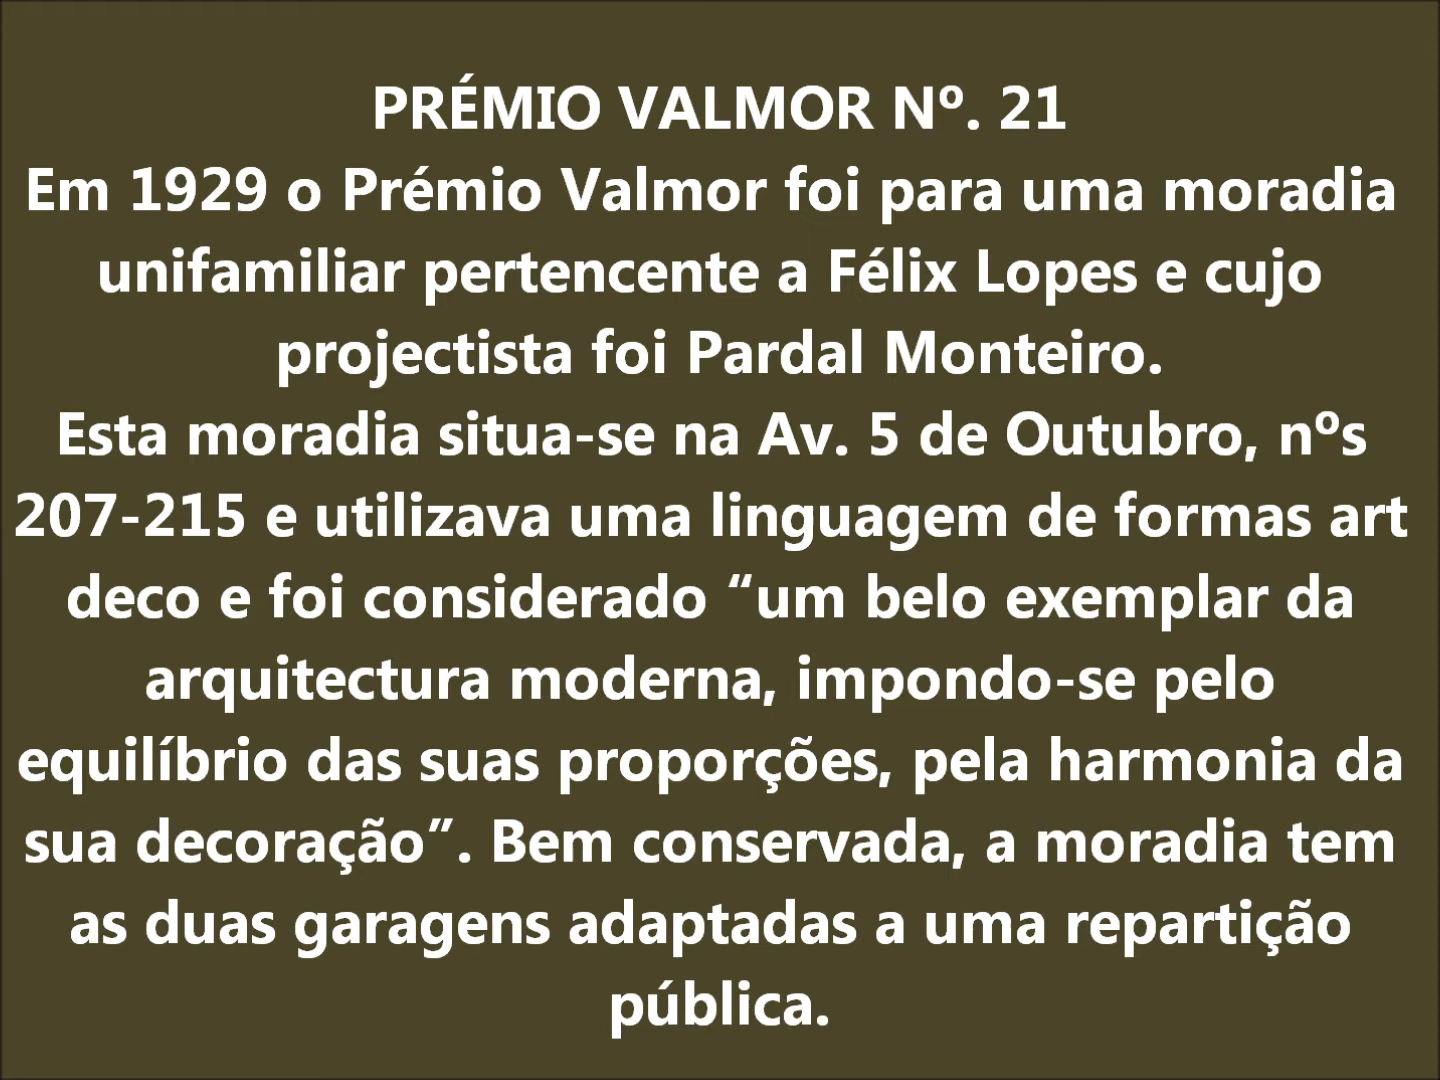 PRÉMIO VALMOR Nº. 21
Em 1929 o Prémio Valmor foi para uma moradia
unifamiliar pertencente a Félix Lopes e cujo
projectista foi Pardal Monteiro.
Esta moradia situa-se na Av. 5 de Outubro, nºs
207-215 e utilizava uma linguagem de formas art
deco e foi considerado “um belo exemplar da
arquitectura moderna, impondo-se pelo
equilíbrio das suas proporções, pela harmonia da
sua decoração”. Bem conservada, a moradia tem
as duas garagens adaptadas a uma repartição
pública.